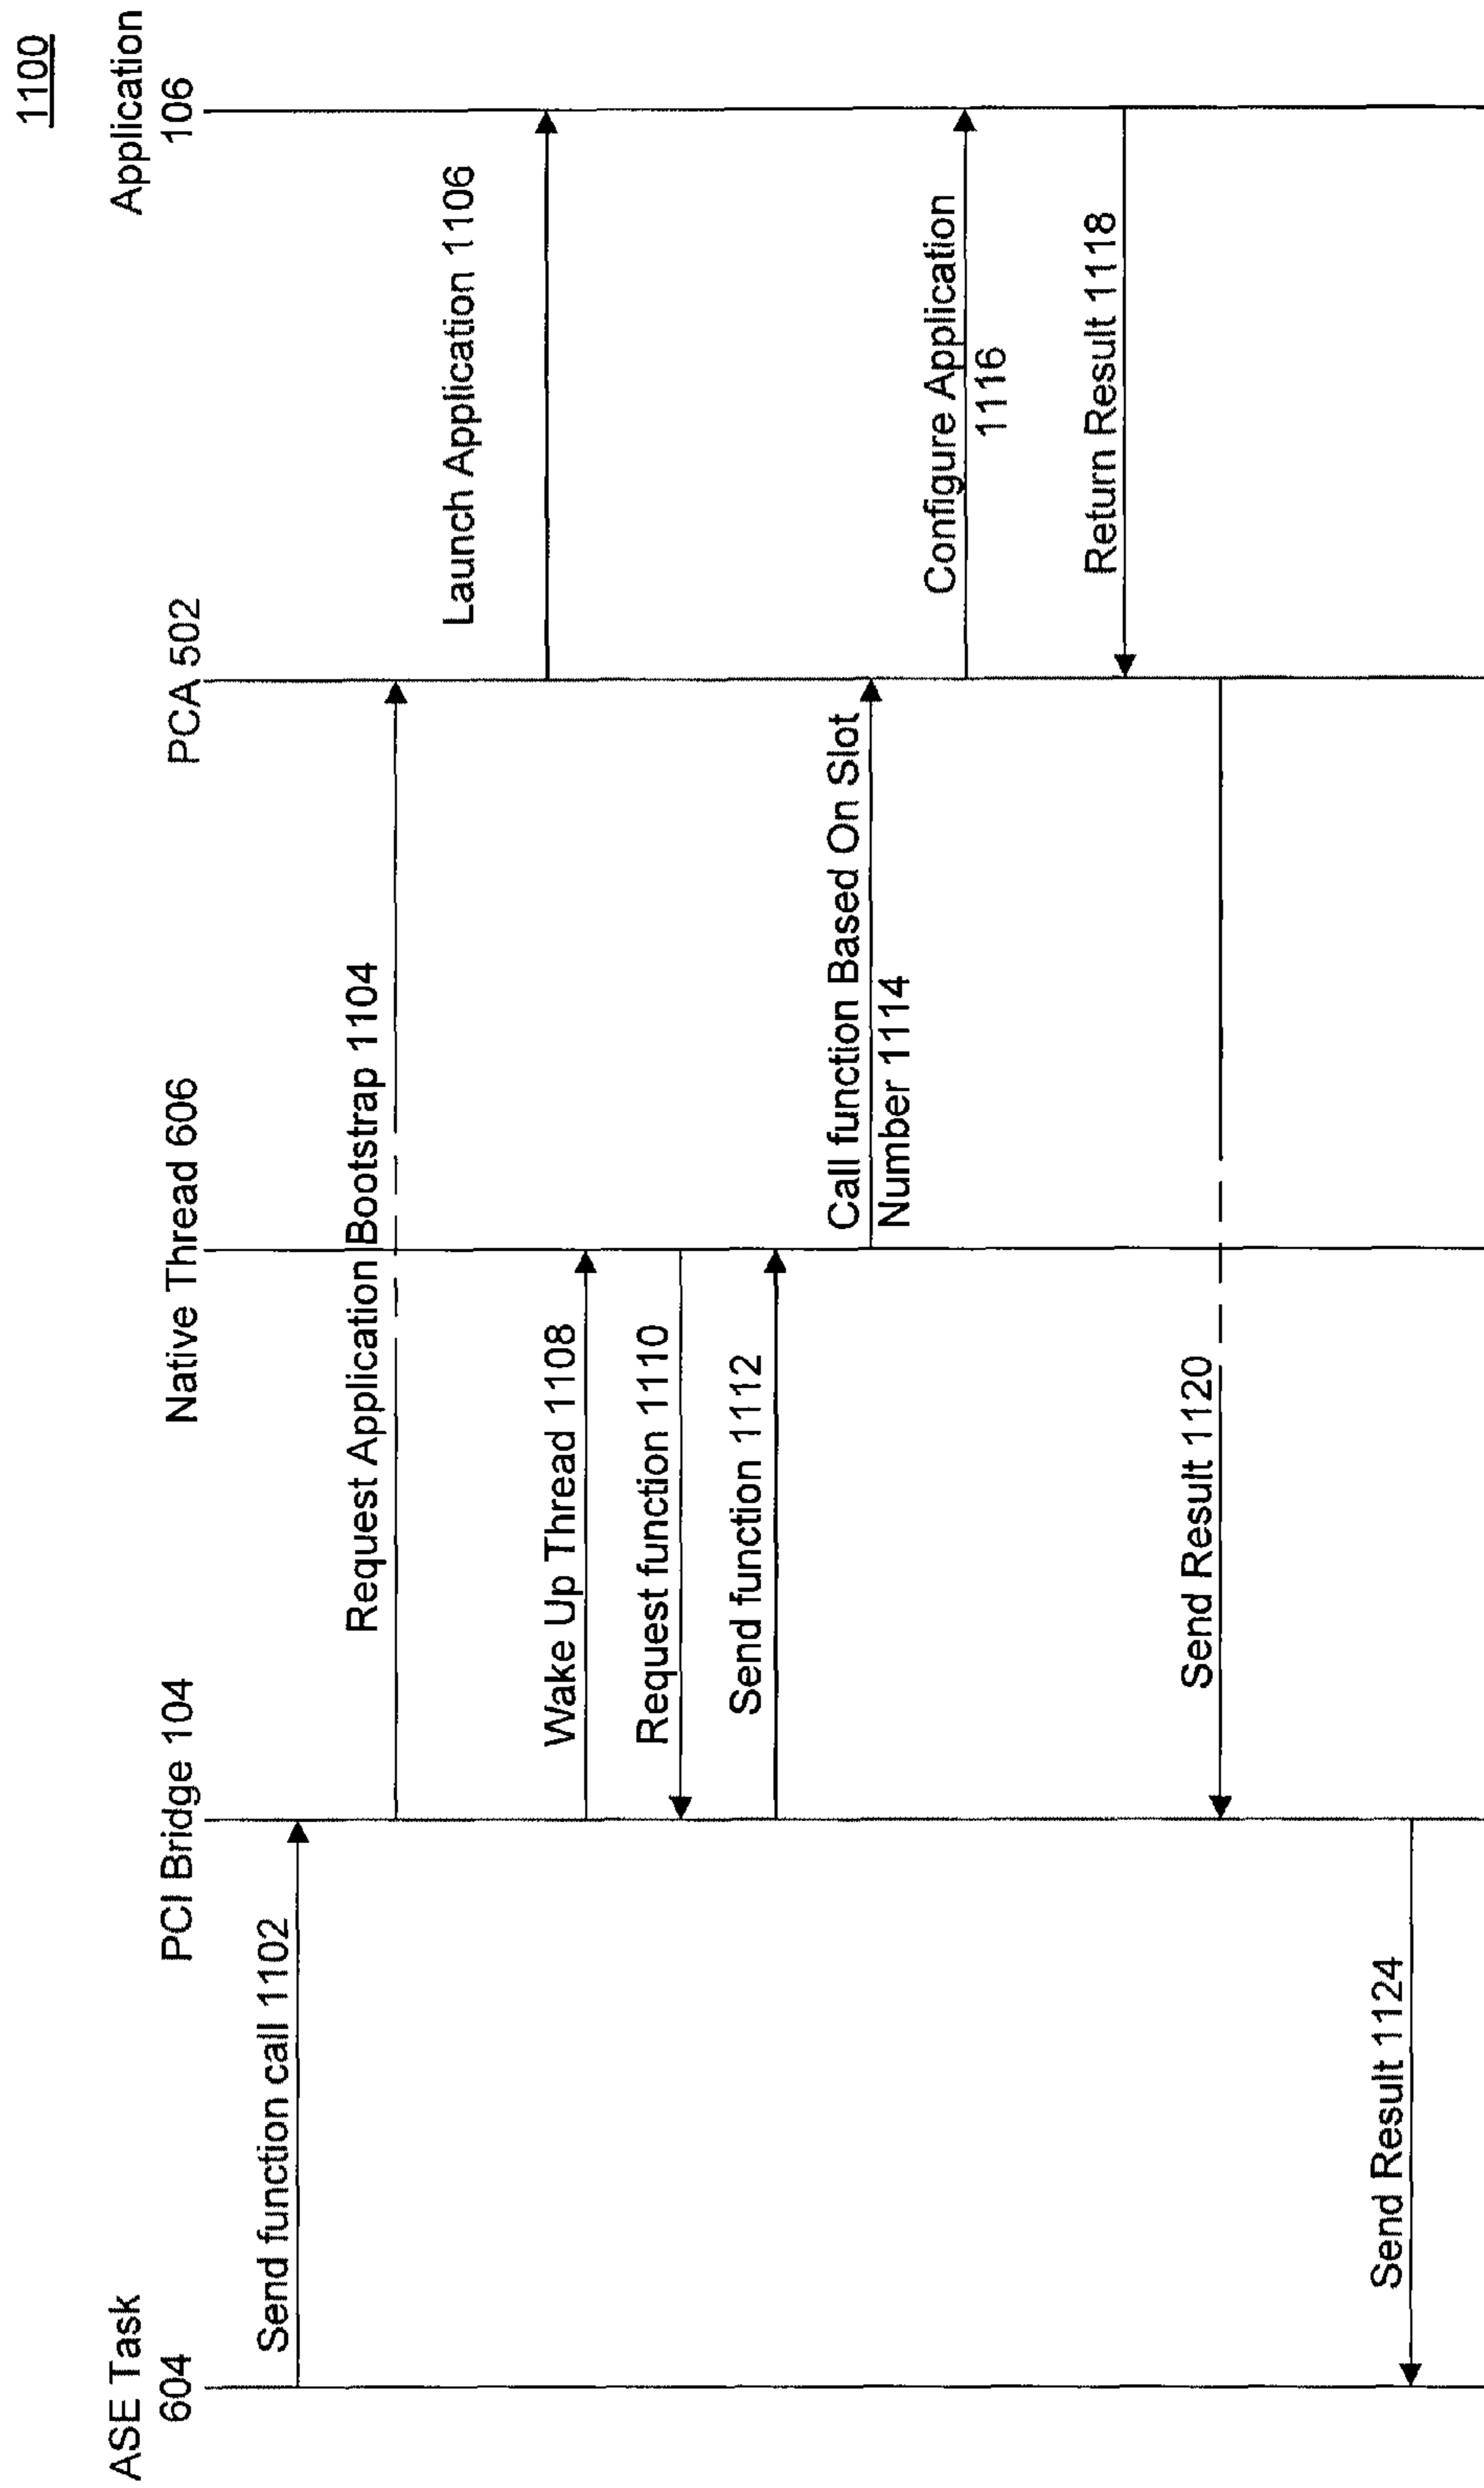 1100
ASE Task
604
PCI Bridge 104
Native Thread 606
PCA 502
Application
106
Send function call 1102
Request Application Bootstrap 1104
Launch Application 1106
Wake Up Thread 1108
Request function 1110
Send function 1112
Call function Based On Slot
Number 1114
Configure Application
1116
Return Result 1118
Send Result 1120
Send Result 1124